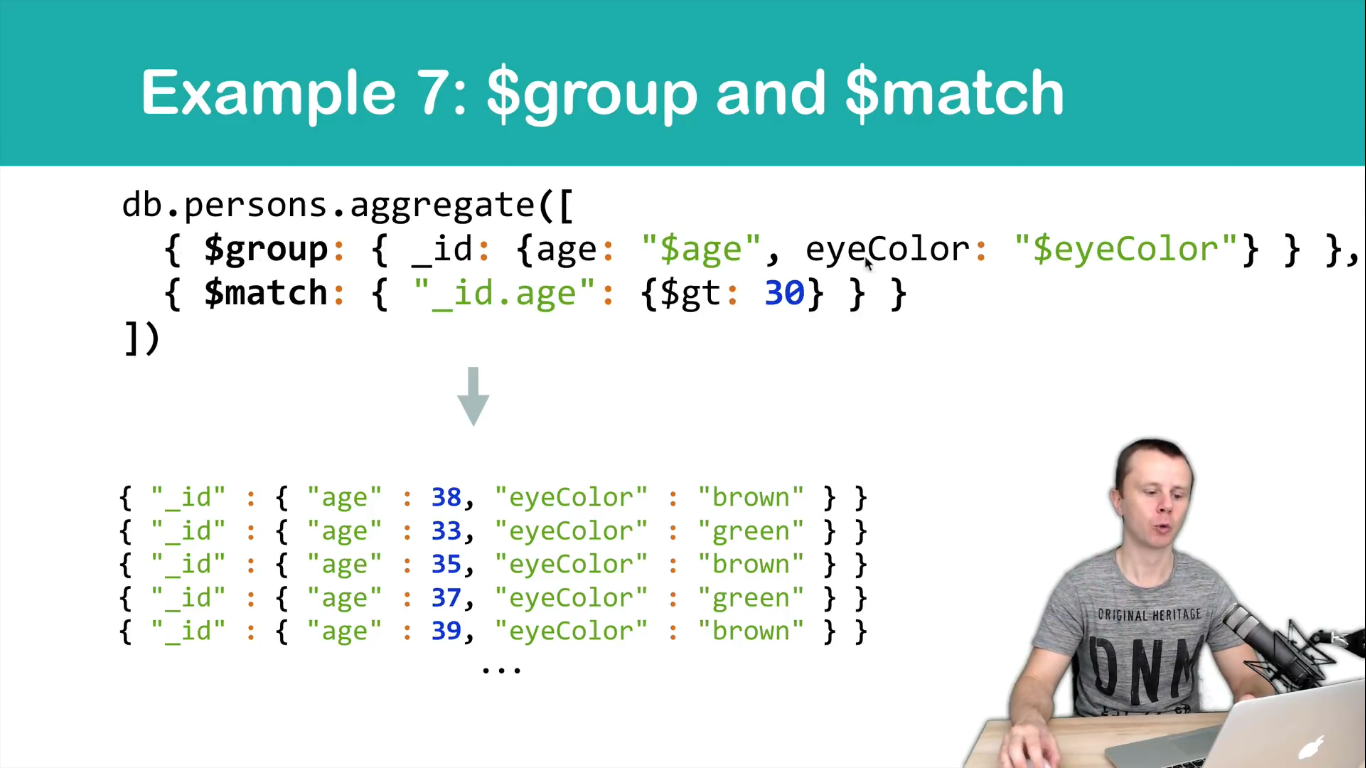 Example 7: $group and $match
db.persons.aggregate([
{ $group: { _id: {age: "$age", eyeColor: "$eyeColor"} } },
{ $match: { "_id.age": {$gt: 30} } }
])
{ "_id" : { "age" : 38, "eyeColor" : "brown" } }
{ "_id" : { "age" : 33, "eyeColor" : "green" } }
{ "_id" : { "age" : 35, "eyeColor" : "brown" } }
{ "_id" : { "age" : 37, "eyeColor" : "green" } }
{ "_id" : { "age" : 39, "eyeColor" : "brown" } }
...
ORIGINAL HERITAGE
DNM